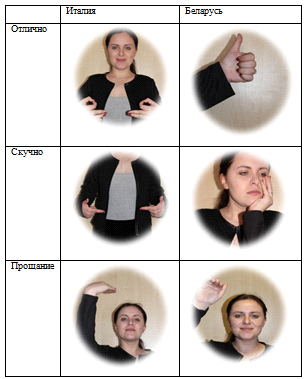 Италия
Беларусь
Отлично
Скучно
Прощание